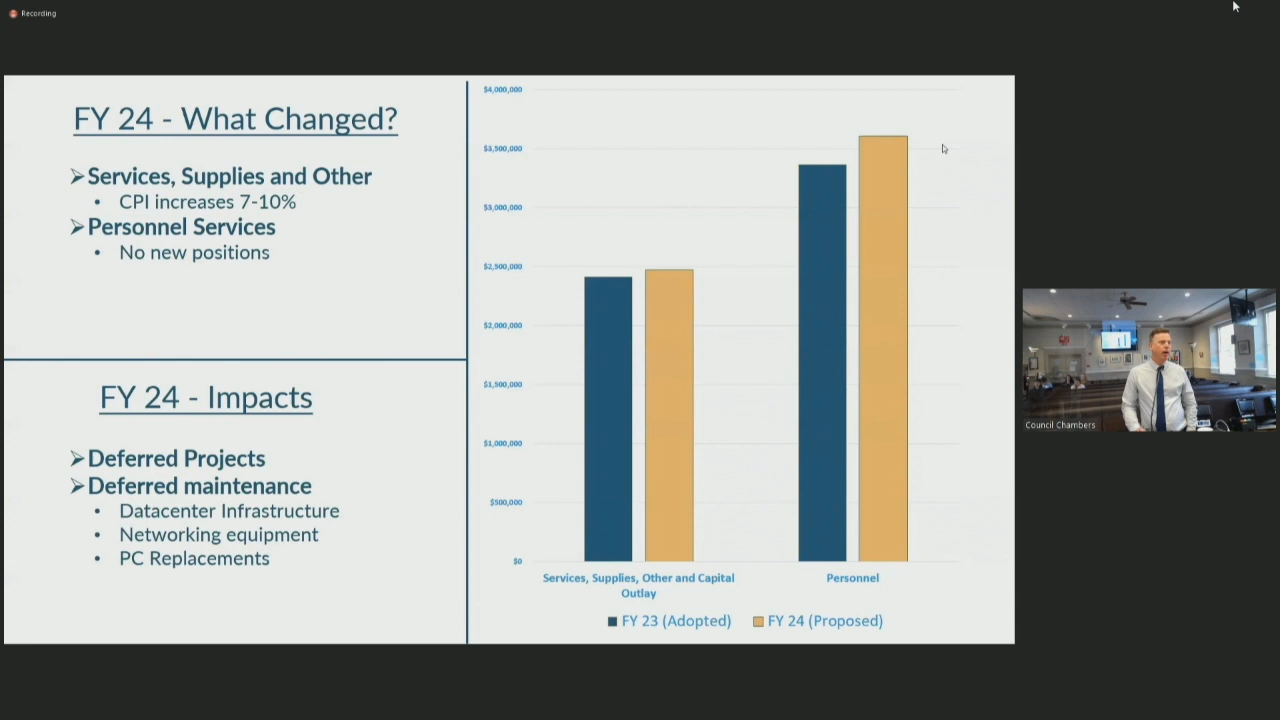 Recording
FY 24 - What Changed?
➢Services, Supplies and Other
• CPI increases 7-10%
➢Personnel Services
• No new positions
FY 24 - Impacts
➢Deferred Projects
➢Deferred maintenance
• Datacenter Infrastructure
• Networking equipment
• PC Replacements
$4,000,000
$3,500,000
$3,000,000
$2,500,000
$2,000,000
$1,500,000
$1,000,000
$500,000
$0
Services, Supplies, Other and Capital
Outlay
Personnel
FY 23 (Adopted)
FY 24 (Proposed)
Council Chambers